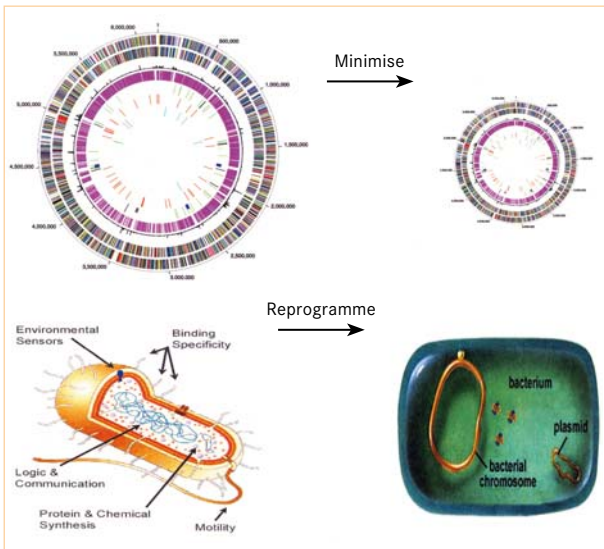 Minimise
6,000,000
1
500,000
5,500,000
1,000,000
5,000,000
1,500,000
4,500,000
2,000,000
4,000,000
2,500,000
3,500,000
3,000,000
Reprogramme
Environmental
Sensors
Binding
Specificity
Logic &
Communication
Protein & Chemical
Synthesis
Motility
bacterium
plasmid
bacterial
chromosome